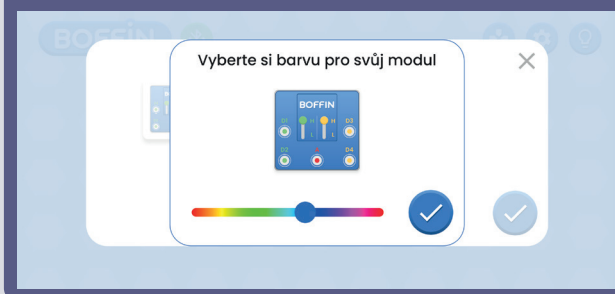 BOFFIN
Vyberte si barvu pro svůj modul
BOFFIN
D1 H H D3
L L
D2 A D4